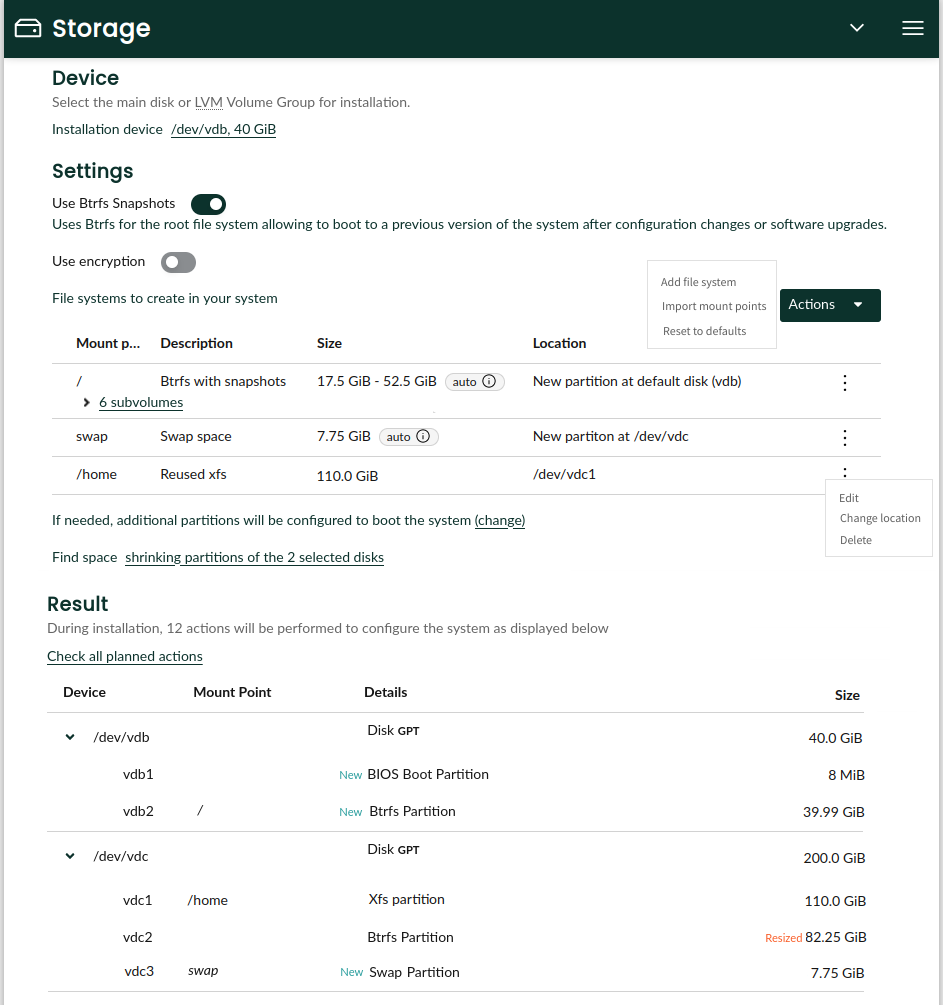 Storage
Device
Select the main disk or LVM Volume Group for installation.
Installation device /dev/vdb, 40 GiB
Settings
Use Btrfs Snapshots
Uses Btrfs for the root file system allowing to boot to a previous version of the system after configuration changes or software upgrades.
Use encryption
File systems to create in your system
Add file system
Import mount points
Reset to defaults
Actions
Mount p... Description Size Location
/ Btrfs with snapshots 17.5 GiB - 52.5 GiB auto New partition at default disk (vdb)
6 subvolumes
swap Swap space 7.75 GiB auto New partiton at /dev/vdc
/home Reused xfs 110.0 GiB /dev/vdc1
Edit
Change location
Delete
If needed, additional partitions will be configured to boot the system (change)
Find space shrinking partitions of the 2 selected disks
Result
During installation, 12 actions will be performed to configure the system as displayed below
Check all planned actions
Device Mount Point Details Size
/dev/vdb Disk GPT 40.0 GiB
vdb1 New BIOS Boot Partition 8 MiB
vdb2 / New Btrfs Partition 39.99 GiB
/dev/vdc Disk GPT 200.0 GiB
vdc1 /home Xfs partition 110.0 GiB
vdc2 Btrfs Partition Resized 82.25 GiB
vdc3 swap New Swap Partition 7.75 GiB